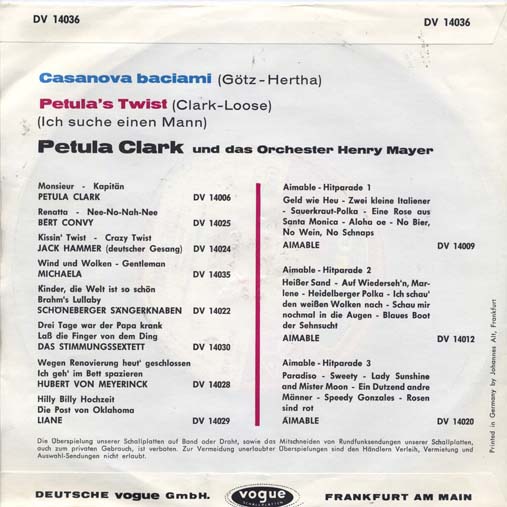 DV 14036
DV 14036
Casanova baciami (Götz-Hertha)
Petula's Twist (Clark-Loose)
(Ich suche einen Mann)
Petula Clark und das Orchester Henry Mayer
Monsieur - Kapitän
PETULA CLARK DV 14006
Renatta - Nee-No-Nah-Nee
BERT CONVY DV 14025
Kissin' Twist - Crazy Twist
JACK HAMMER (deutscher Gesang) DV 14024
Wind und Wolken - Gentleman
MICHAELA DV 14035
Kinder, die Welt ist so schön
Brahm's Lullaby
SCHONEBERGER SÄNGERKNABEN DV 14022
Drei Tage war der Papa krank
Laß die Finger von dem Ding
DAS STIMMUNGSSEXTETT DV 14030
Wegen Renovierung heut' geschlossen
Ich geh' im Bett spazieren
HUBERT VON MEYERINCK DV 14028
Hilly Billy Hochzeit
Die Post von Oklahoma
LIANE DV 14029
Aimable - Hitparade 1
Geld wie Heu - Zwei kleine Italiener
- Sauerkraut-Polka - Eine Rose aus
Santa Monica - Aloha oe - No Bier,
No Wein, No Schnaps
AIMABLE DV 14009
Aimable - Hitparade 2
Heißer Sand - Auf Wiederseh'n, Mar-
lene - Heidelberger Polka - Ich schau'
den weißen Wolken nach - Schau mir
nochmal in die Augen - Blaues Boot
der Sehnsucht
AIMABLE DV 14012
Aimable - Hitparade 3
Paradiso - Sweety - Lady Sunshine
and Mister Moon - Ein Dutzend andre
Männer - Speedy Gonzales - Rosen
sind rot
AIMABLE DV 14020
Printed in Germany by Johannes Alt, Frankfurt
Die Überspielung unserer Schallplatten auf Band oder Draht, sowie das Mitschneiden von Rundfunksendungen unserer Schallplatten,
auch zum privaten Gebrauch, ist verboten. Zur Vermeidung unerlaubter Überspielungen sind den Händlern Verleih, Vermietung und
Auswahl-Sendungen nicht erlaubt.
DEUTSCHE VOGUE GmbH. vogue FRANKFURT AM MAIN
SCHALLPLATTEN